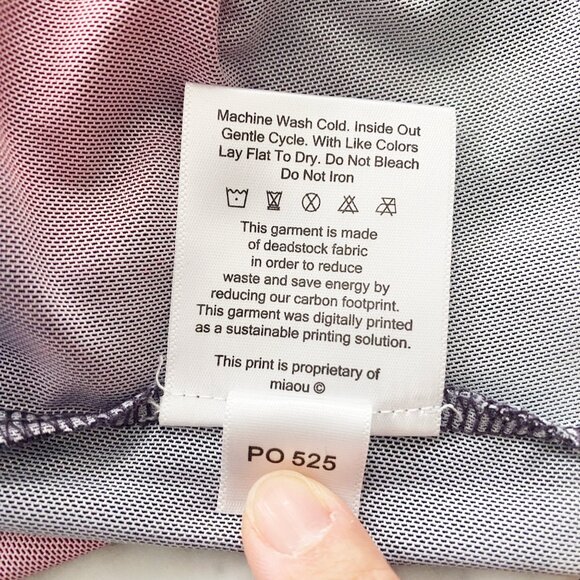 Machine Wash Cold. Inside Out
Gentle Cycle. With Like Colors
Lay Flat To Dry. Do Not Bleach
Do Not Iron
This garment is made
of deadstock fabric
in order to reduce
waste and save energy by
reducing our carbon footprint.
This garment was digitally printed
as a sustainable printing solution.
This print is proprietary of
miaou ©
PO 525